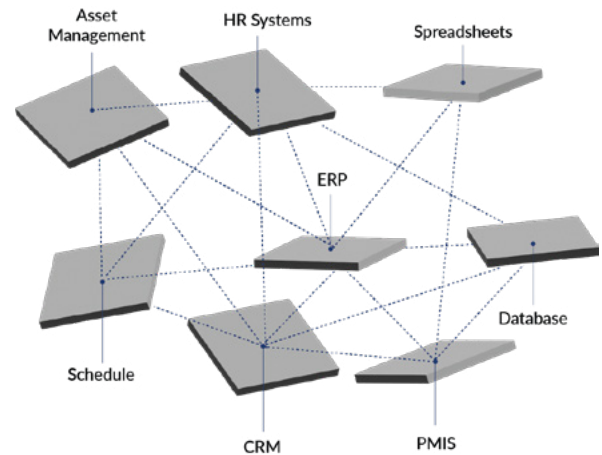 Asset
Management
HR Systems
Spreadsheets
ERP
Database
Schedule
CRM
PMIS